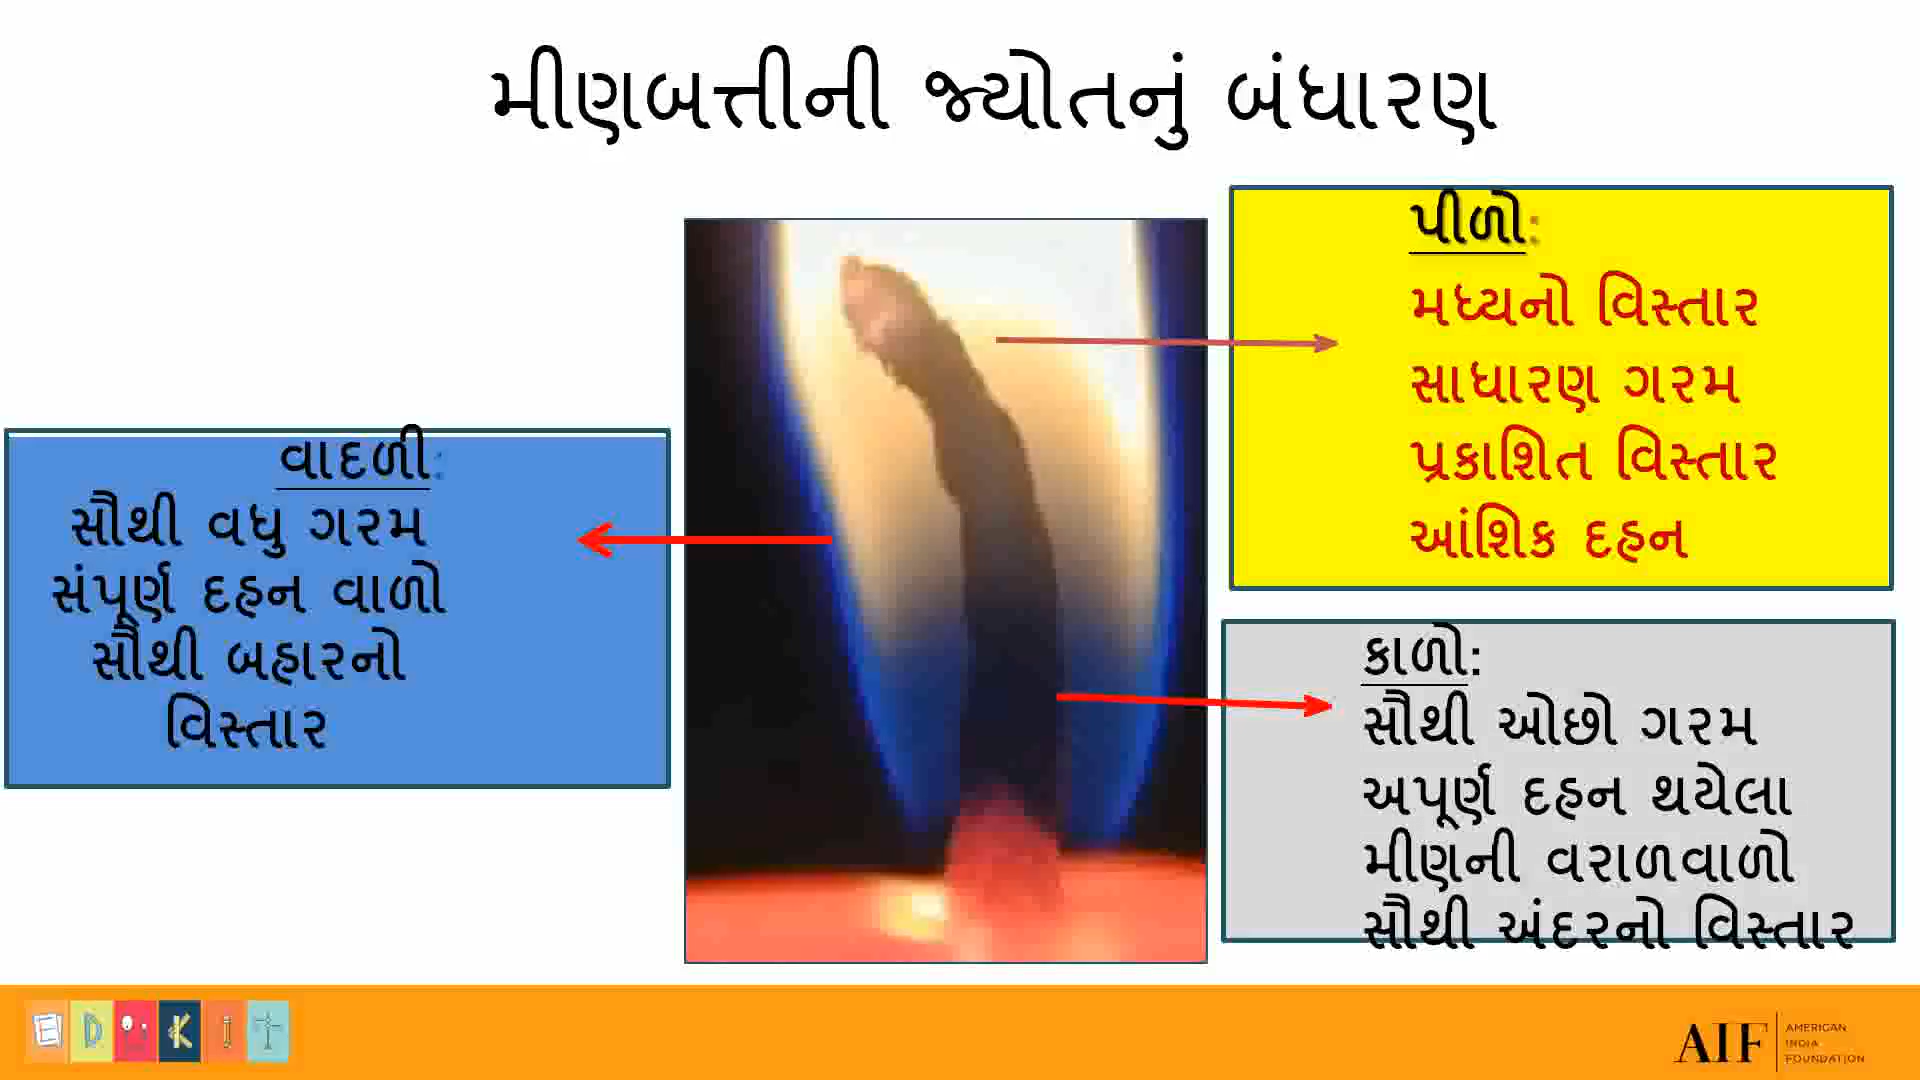 મીણબત્તીની જ્યોતનું બંધારણ
પીળો:
મધ્યનો વિસ્તાર
સાધારણ ગરમ
પ્રકાશિત વિસ્તાર
આંશિક દહન
વાદળી:
સૌથી વધુ ગરમ
સંપૂર્ણ દહન વાળો
સૌથી બહારનો
વિસ્તાર
કાળો:
સૌથી ઓછો ગરમ
અપૂર્ણ દહન થયેલા
મીણની વરાળવાળો
સૌથી અંદરનો વિસ્તાર
EDUKIT
AIF
AMERICAN
INDIA
FOUNDATION